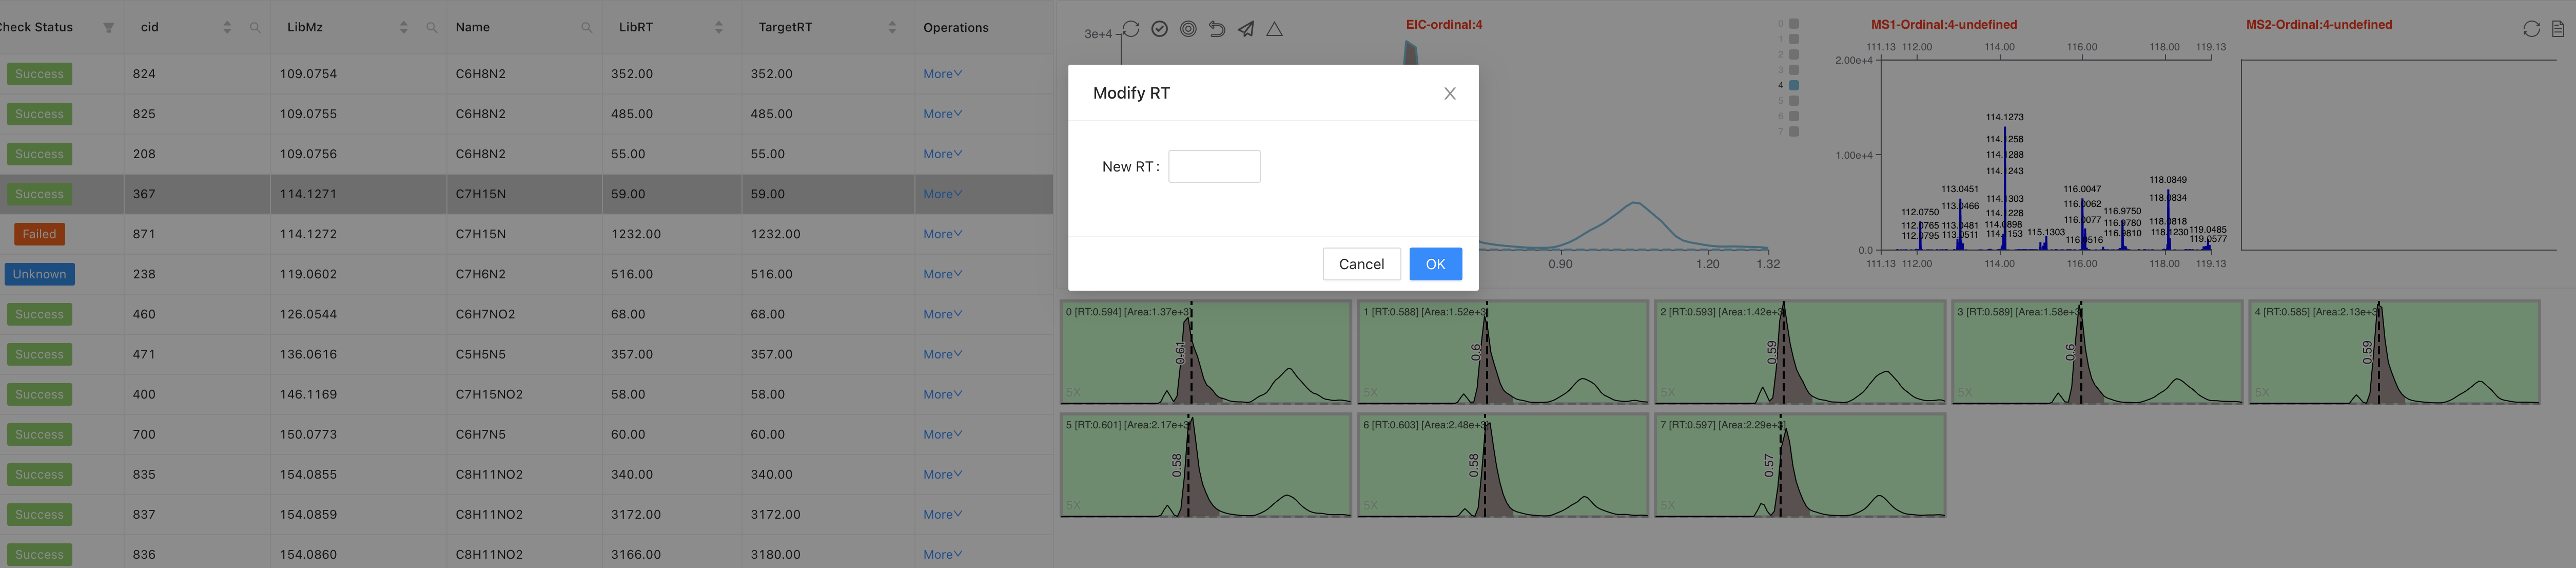 Check Status cid LibMz Name LibRT TargetRT Operations
Success 824 109.0754 C6H8N2 352.00 352.00 More
Success 825 109.0755 C6H8N2 485.00 485.00 More
Success 208 109.0756 C6H8N2 55.00 55.00 More
Success 367 114.1271 C7H15N 59.00 59.00 More
Failed 871 114.1272 C7H15N 1232.00 1232.00 More
Unknown 238 119.0602 C7H6N2 516.00 516.00 More
Success 460 126.0544 C6H7NO2 68.00 68.00 More
Success 471 136.0616 C5H5N5 357.00 357.00 More
Success 400 146.1169 C7H15NO2 58.00 58.00 More
Success 700 150.0773 C6H7N5 60.00 60.00 More
Success 835 154.0855 C8H11NO2 340.00 340.00 More
Success 837 154.0859 C8H11NO2 3172.00 3172.00 More
Success 836 154.0860 C8H11NO2 3166.00 3180.00 More
EIC-ordinal:4
3e+4
0
1
2
3
4
5
6
7
0.90 1.20 1.32
Modify RT
New RT :
Cancel OK
MS1-Ordinal:4-undefined
111.13 112.00 114.00 116.00 118.00 119.13
2.00e+4
1.00e+4
0.0
114.1273
114.1258
114.1288
114.1243
114.1303
114.1228
114.0898
113.0451
113.0466
113.0481
113.0511
112.0750
112.0765
112.0795
115.1303
116.0047
116.0062
116.0077
116.9750
116.9780
116.9810
118.0849
118.0834
118.0818
118.1230
119.0485
119.0577
111.13 112.00 114.00 116.00 118.00 119.13
MS2-Ordinal:4-undefined
0 [RT:0.594] [Area:1.37e+3]
0.61
5X
1 [RT:0.588] [Area:1.52e+3]
0.6
5X
2 [RT:0.593] [Area:1.42e+3]
0.59
5X
3 [RT:0.589] [Area:1.58e+3]
0.6
5X
4 [RT:0.585] [Area:2.13e+3]
0.59
5X
5 [RT:0.601] [Area:2.17e+3]
0.58
5X
6 [RT:0.603] [Area:2.48e+3]
0.58
5X
7 [RT:0.597] [Area:2.29e+3]
0.57
5X